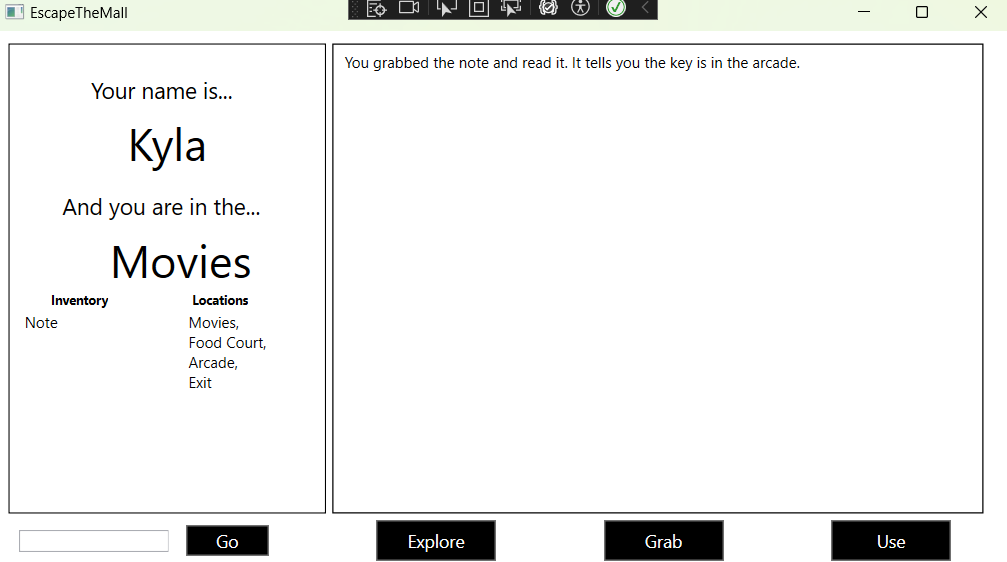 EscapeTheMall
Your name is...
Kyla
And you are in the...
Movies
Inventory
Note
Locations
Movies,
Food Court,
Arcade,
Exit
You grabbed the note and read it. It tells you the key is in the arcade.
Go
Explore
Grab
Use